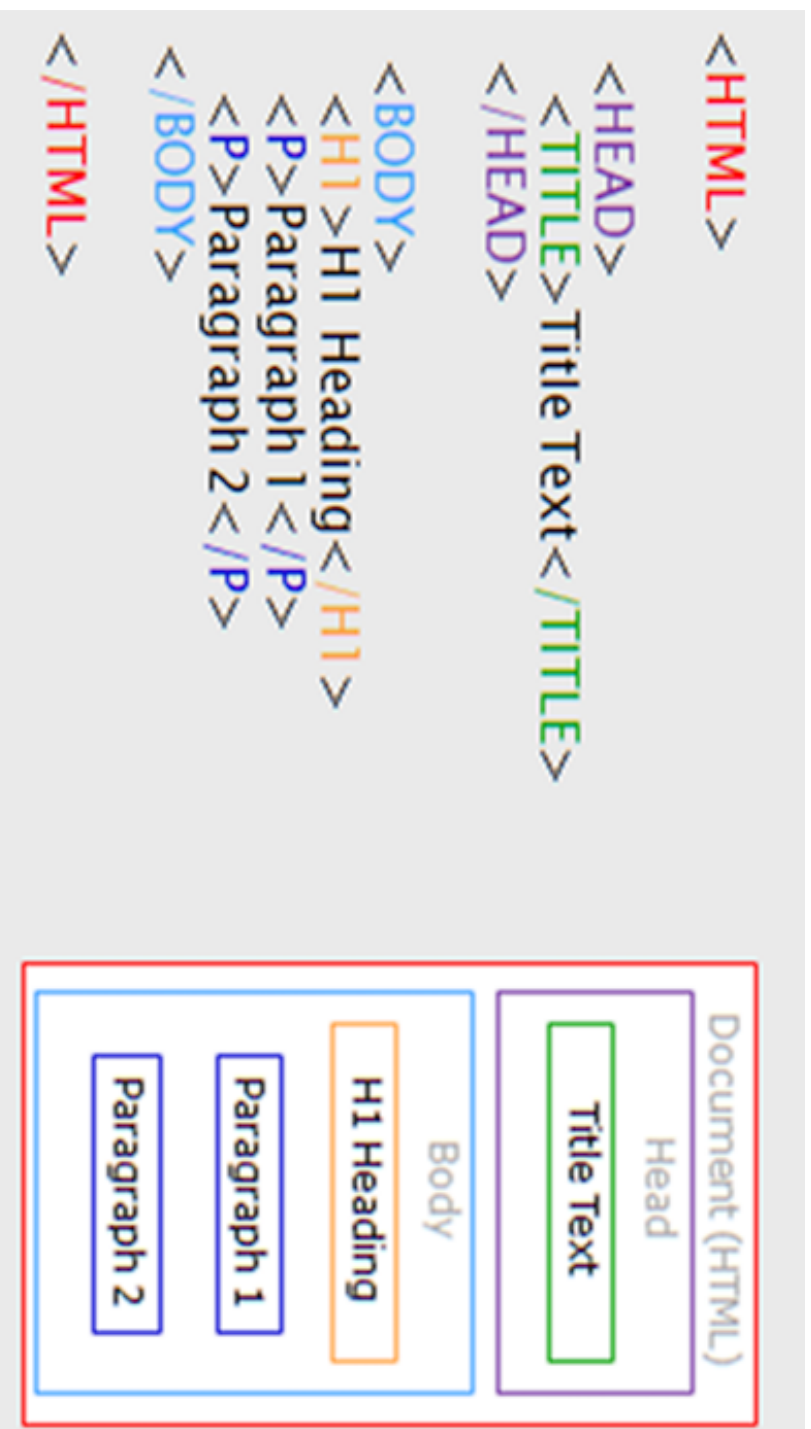 <HTML>
<HEAD>
<TITLE>Title Text</TITLE>
</HEAD>
<BODY>
<H1>H1 Heading</H1>
<P>Paragraph 1</P>
<P>Paragraph 2</P>
</BODY>
</HTML>
Document (HTML)
Head
Title Text
Body
H1 Heading
Paragraph 1
Paragraph 2